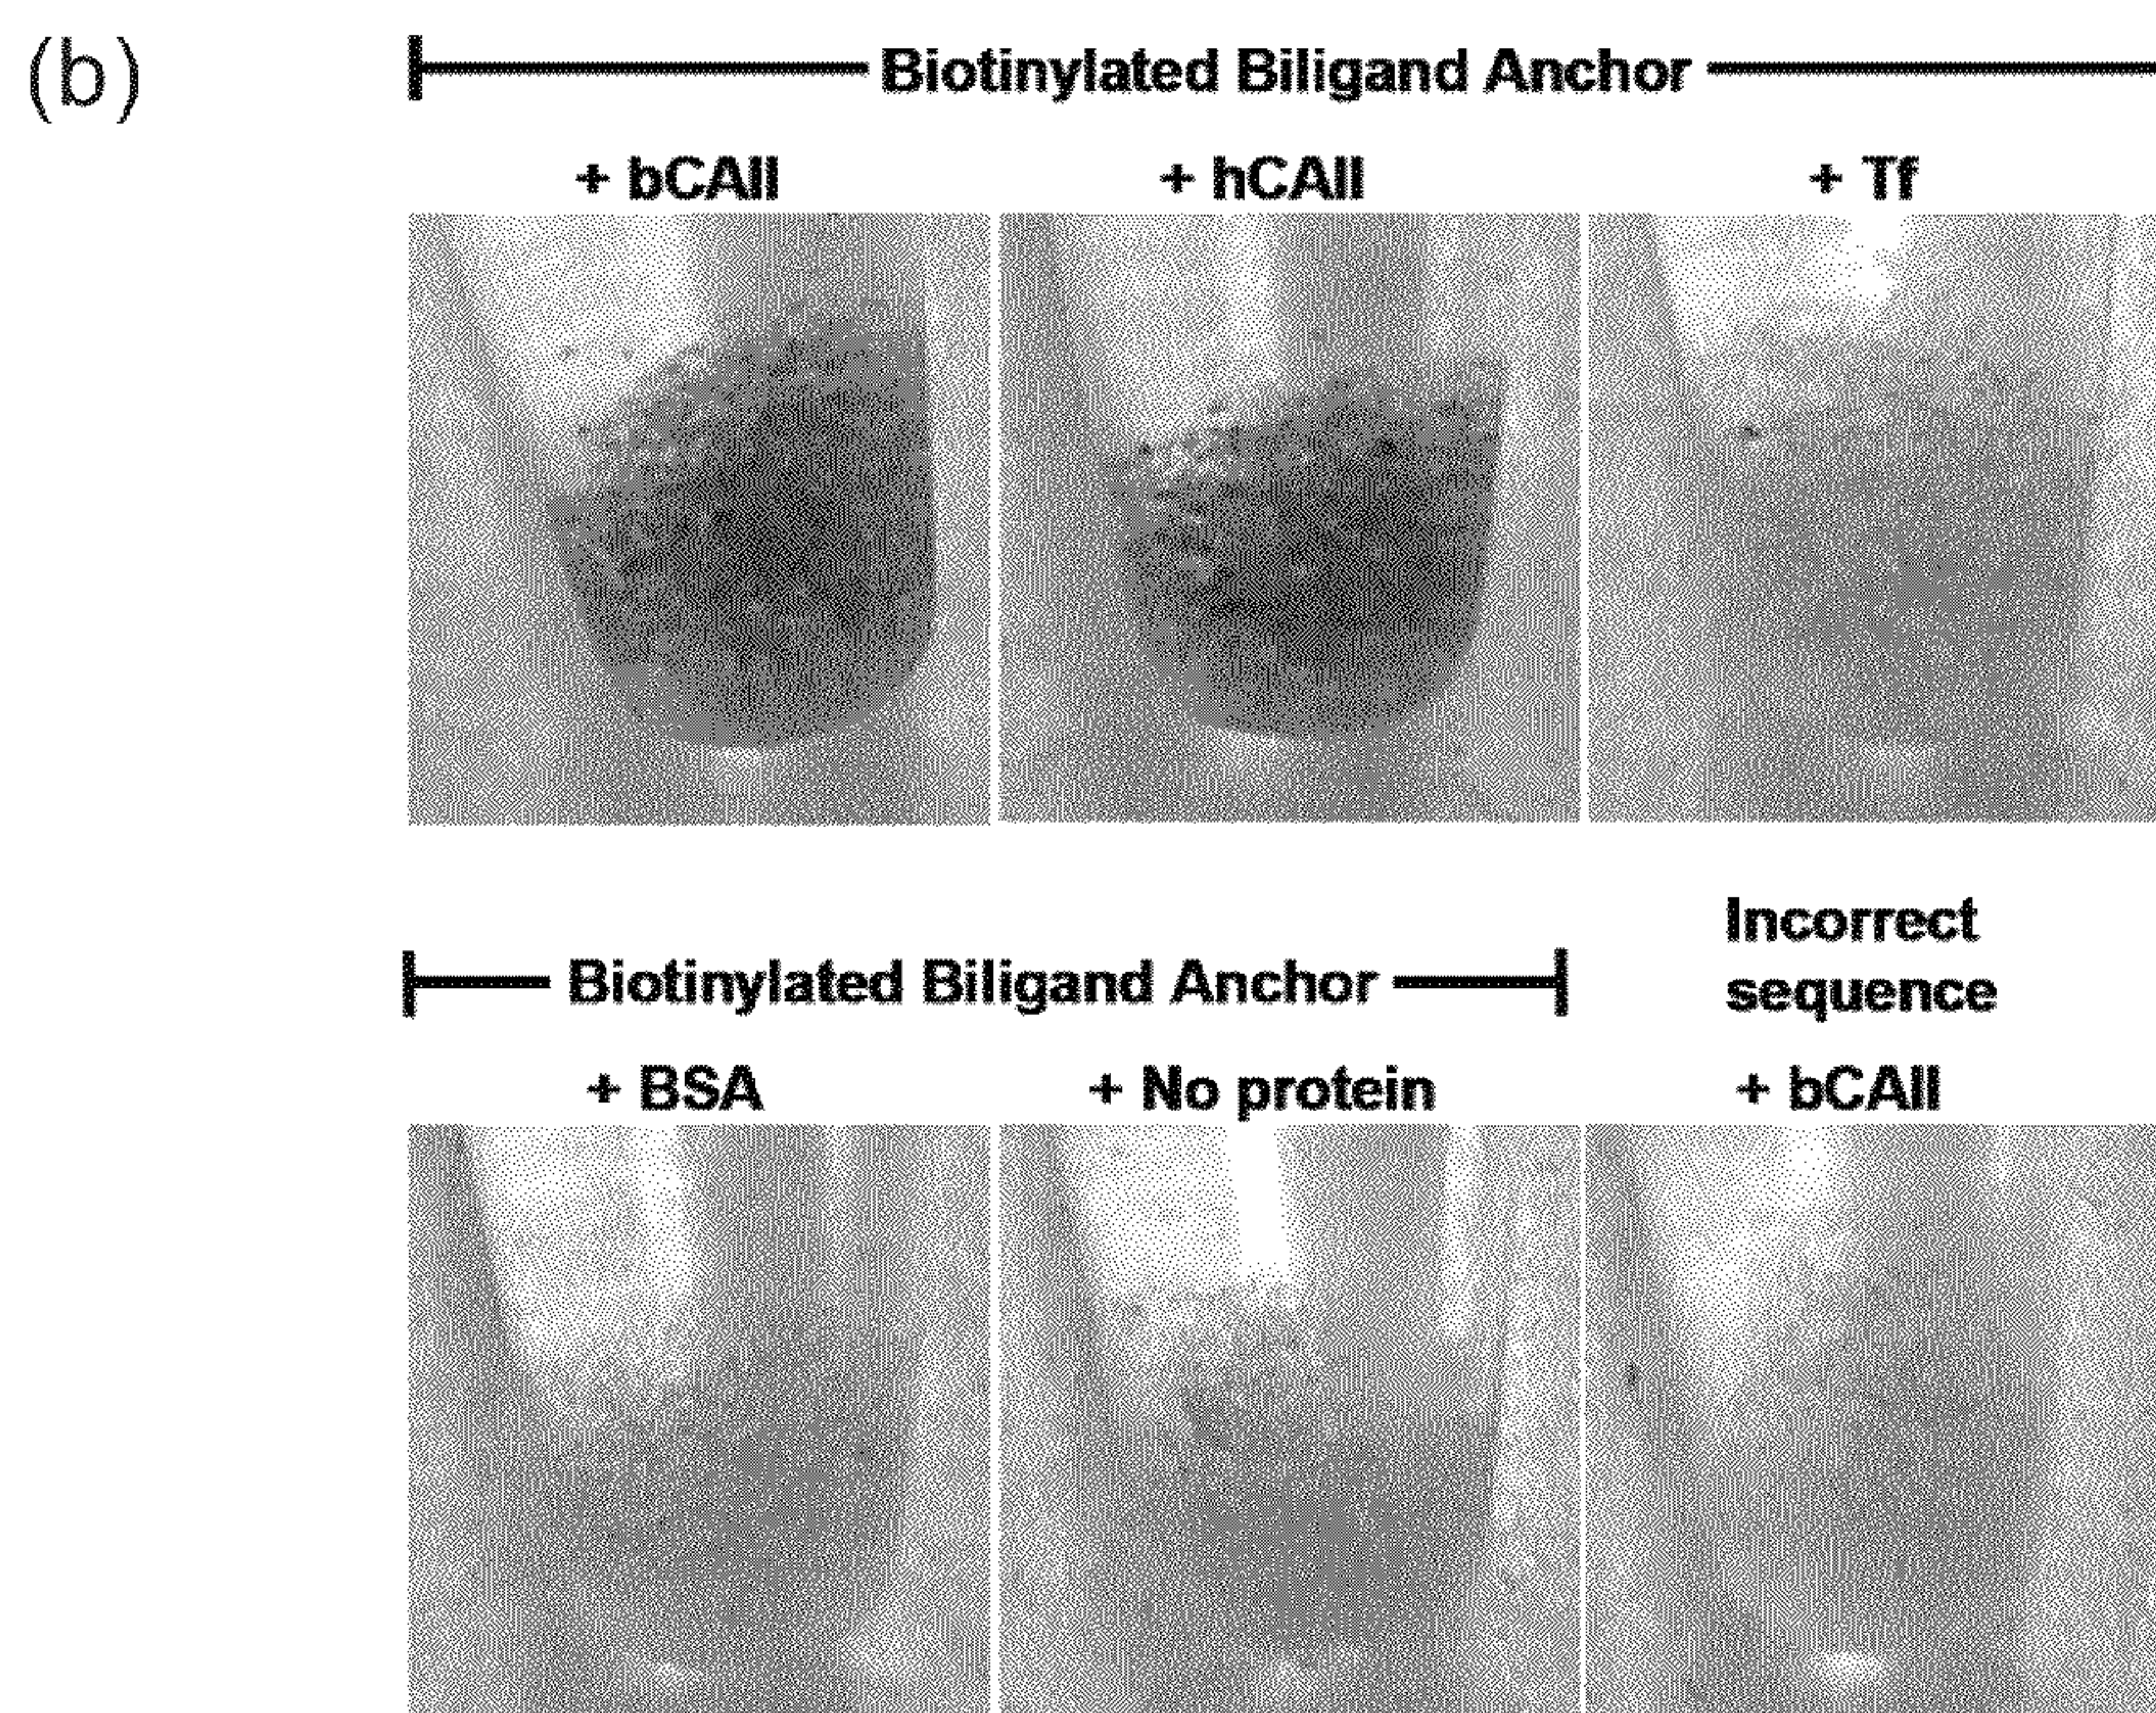 (b)
Biotinylated Biligand Anchor
+ bCAII + hCAII + Tf
Biotinylated Biligand Anchor
Incorrect
sequence
+ BSA + No protein + bCAII